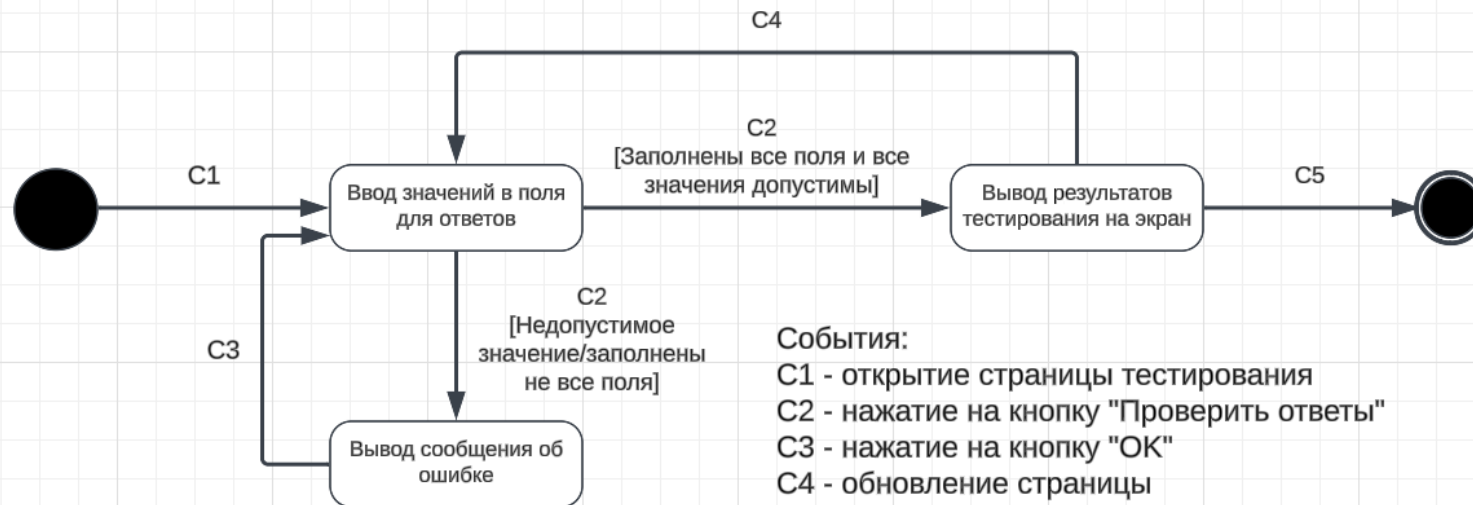 C4
C2
[Заполнены все поля и все
значения допустимы]
C1
C5
Ввод значений в поля
для ответов
Вывод результатов
тестирования на экран
C2
[Недопустимое
значение/заполнены
не все поля]
C3
События:
C1 - открытие страницы тестирования
C2 - нажатие на кнопку "Проверить ответы"
C3 - нажатие на кнопку "ОК"
C4 - обновление страницы
Вывод сообщения об
ошибке